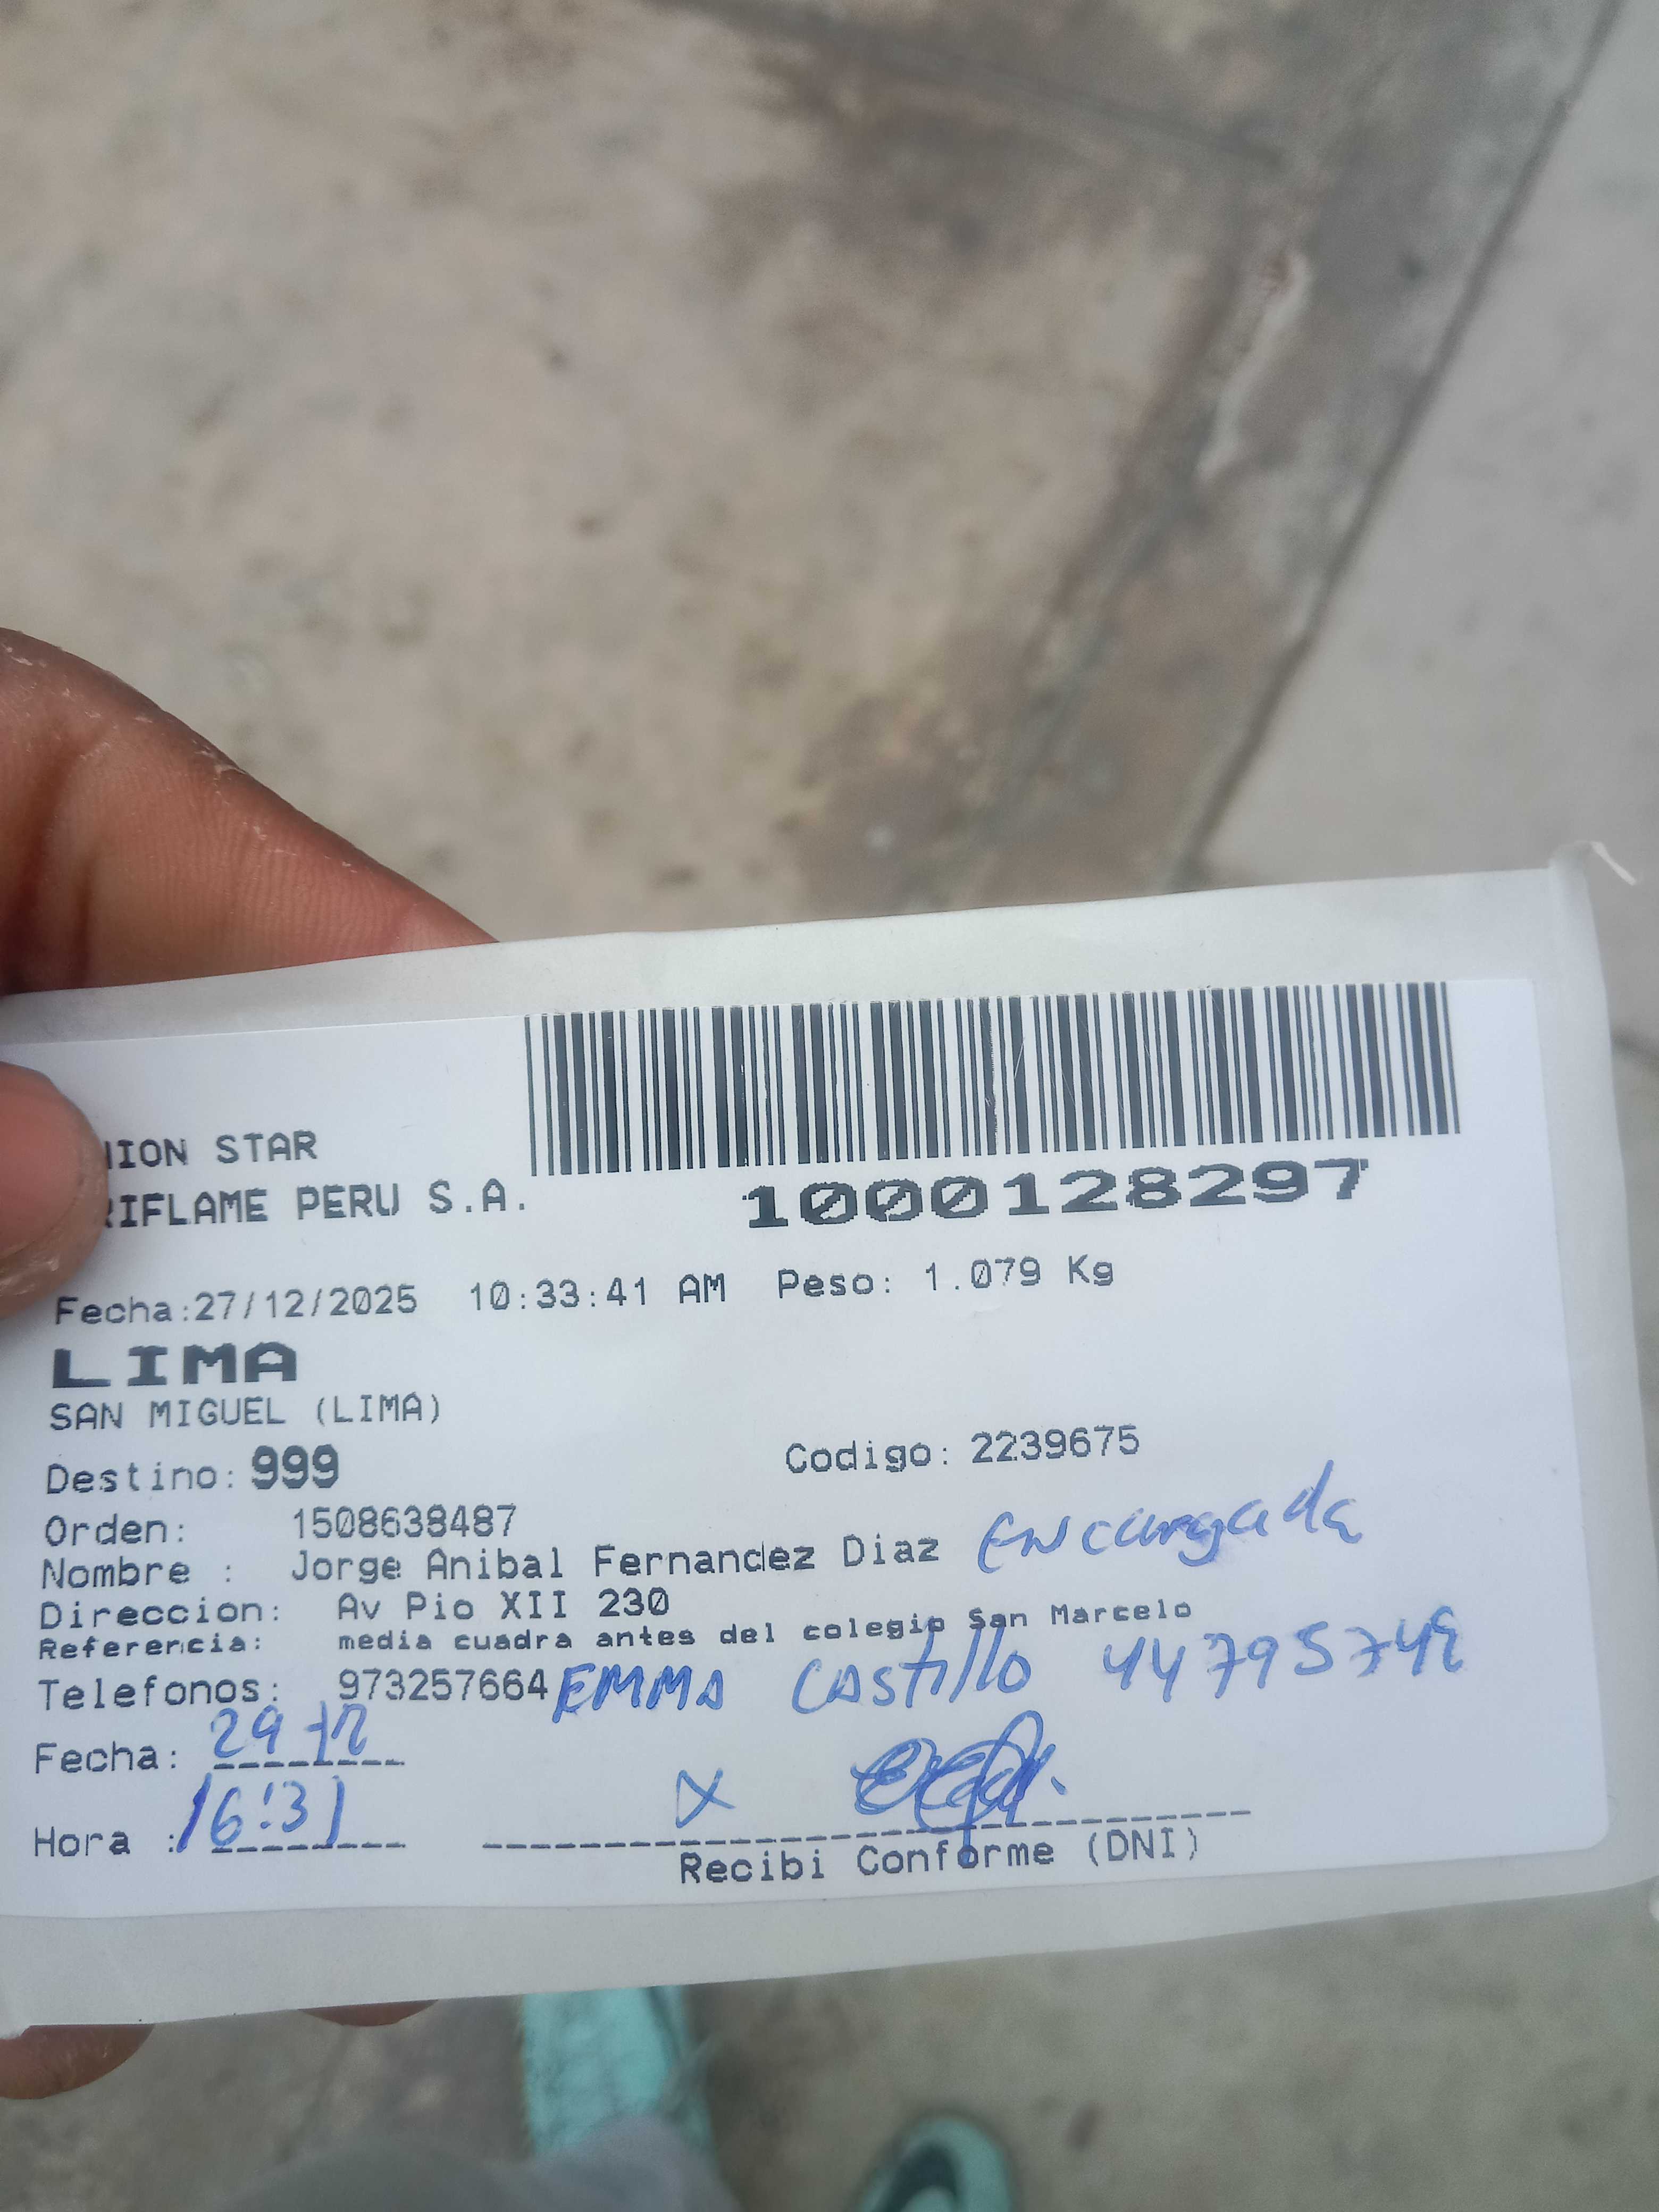 NION STAR
RIFLAME PERU S.A.
1000128297
Fecha:27/12/2025 10:33:41 AM Peso: 1.079 Kg
LIMA
SAN MIGUEL (LIMA)
Destino: 999 Codigo: 2239675
Orden: 1508638487
Nombre : Jorge Anibal Fernandez Diaz Encargada
Direccion: Av Pio XII 230
Referencia: media cuadra antes del colegio San Marcelo
Telefonos: 973257664 EMMA CAStillo 44795749
Fecha: 29-12
Hora : 16:31
X
Recibi Conforme (DNI)